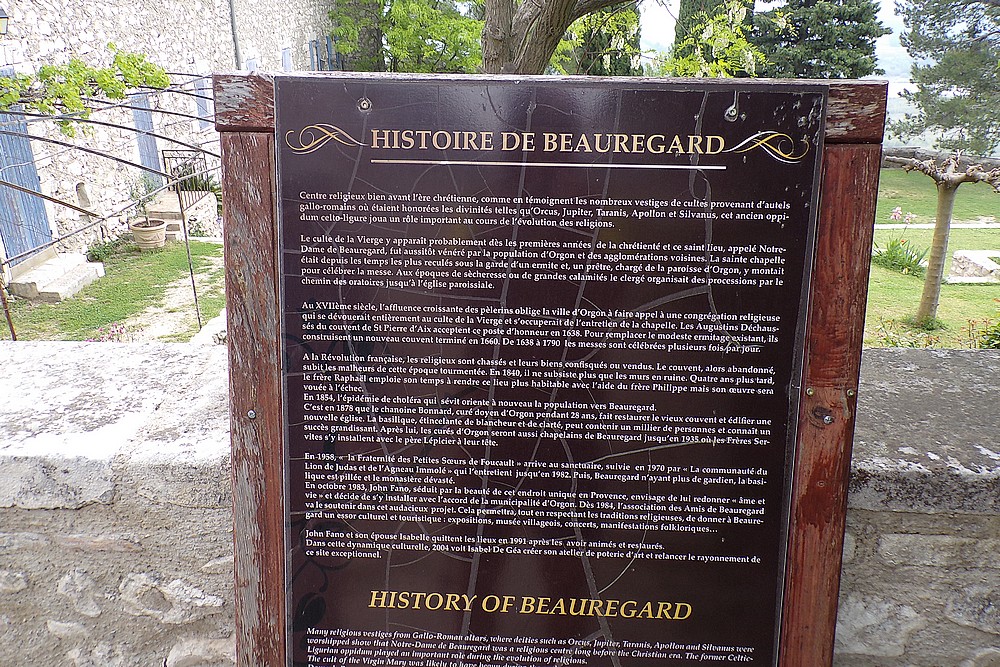 HISTOIRE DE BEAUREGARD
Centre religieux bien avant l'ère chrétienne, comme en témoignent les nombreux vestiges de cultes provenant d'autels
gallo-romains où étaient honorées les divinités telles qu'Orcus, Jupiter, Taranis, Apollon et Silvanus, cet ancien oppi-
dum celto-ligure joua un rôle important au cours de l'évolution des religions.
Le culte de la Vierge y apparaît probablement dès les premières années de la chrétienté et ce saint lieu, appelé Notre-
Dame de Beauregard, fut aussitôt vénéré par la population d'Orgon et des agglomérations voisines. La sainte chapelle
était depuis les temps les plus reculés sous la garde d'un ermite et, un prêtre, chargé de la paroisse d'Orgon, y montait
pour célébrer la messe. Aux époques de sècheresse ou de grandes calamités le clergé organisait des processions par le
chemin des oratoires jusqu'à l'église paroissiale.
Au XVIIème siècle, l'affluence croissante des pèlerins oblige la ville d'Orgon à faire appel à une congrégation religieuse
qui se dévouerait entièrement au culte de la Vierge et s'occuperait de l'entretien de la chapelle. Les Augustins Déchaus-
sés du couvent de St Pierre d'Aix acceptent ce poste d'honneur en 1638. Pour remplacer le modeste ermitage existant, ils
construisent un nouveau couvent terminé en 1660. De 1638 à 1790 les messes sont célébrées plusieurs fois par jour.
A la Révolution française, les religieux sont chassés et leurs biens confisqués ou vendus. Le couvent, alors abandonné,
subit les malheurs de cette époque tourmentée. En 1840, il ne subsiste plus que les murs en ruine. Quatre ans plus tard,
le frère Raphaël emploie son temps à rendre ce lieu plus habitable avec l'aide du frère Philippe mais son œuvre sera
vouée à l'échec.
En 1854, l'épidémie de choléra qui sévit oriente à nouveau la population vers Beauregard.
C'est en 1878 que le chanoine Bonnard, curé doyen d'Orgon pendant 28 ans, fait restaurer le vieux couvent et édifier une
nouvelle église. La basilique, étincelante de blancheur et de clarté, peut contenir un millier de personnes et connaît un
succès grandissant. Après lui, les curés d'Orgon seront aussi chapelains de Beauregard jusqu'en 1935 où les Frères Ser-
vites s'y installent avec le père Lépicier à leur tête.
En 1958, « la Fraternité des Petites Sœurs de Foucault » arrive au sanctuaire, suivie en 1970 par « La communauté du
Lion de Judas et de l'Agneau Immolé » qui l'entretient jusqu'en 1982. Puis, Beauregard n'ayant plus de gardien, la basi-
lique est pillée et le monastère dévasté.
En octobre 1983, John Fano, séduit par la beauté de cet endroit unique en Provence, envisage de lui redonner « âme et
vie » et décide de s'y installer avec l'accord de la municipalité d'Orgon. Dès 1984, l'association des Amis de Beauregard
va le soutenir dans cet audacieux projet. Cela permettra, tout en respectant les traditions religieuses, de donner à Beaure-
gard un essor culturel et touristique : expositions, musée villageois, concerts, manifestations folkloriques...
John Fano et son épouse Isabelle quittent les lieux en 1991 après les avoir animés et restaurés.
Dans cette dynamique culturelle, 2004 voit Isabel De Géa créer son atelier de poterie d'art et relancer le rayonnement de
ce site exceptionnel.
HISTORY OF BEAUREGARD
Many religious vestiges from Gallo-Roman altars, where deities such as Orcus, Jupiter, Taranis, Apollon and Silvanus were
worshipped show that Notre-Dame de Beauregard was a religious centre long before the Christian era. The former Celtic-
Ligurian oppidum played an important role during the evolution of religions.
The cult of the Virgin Mary was likely to have